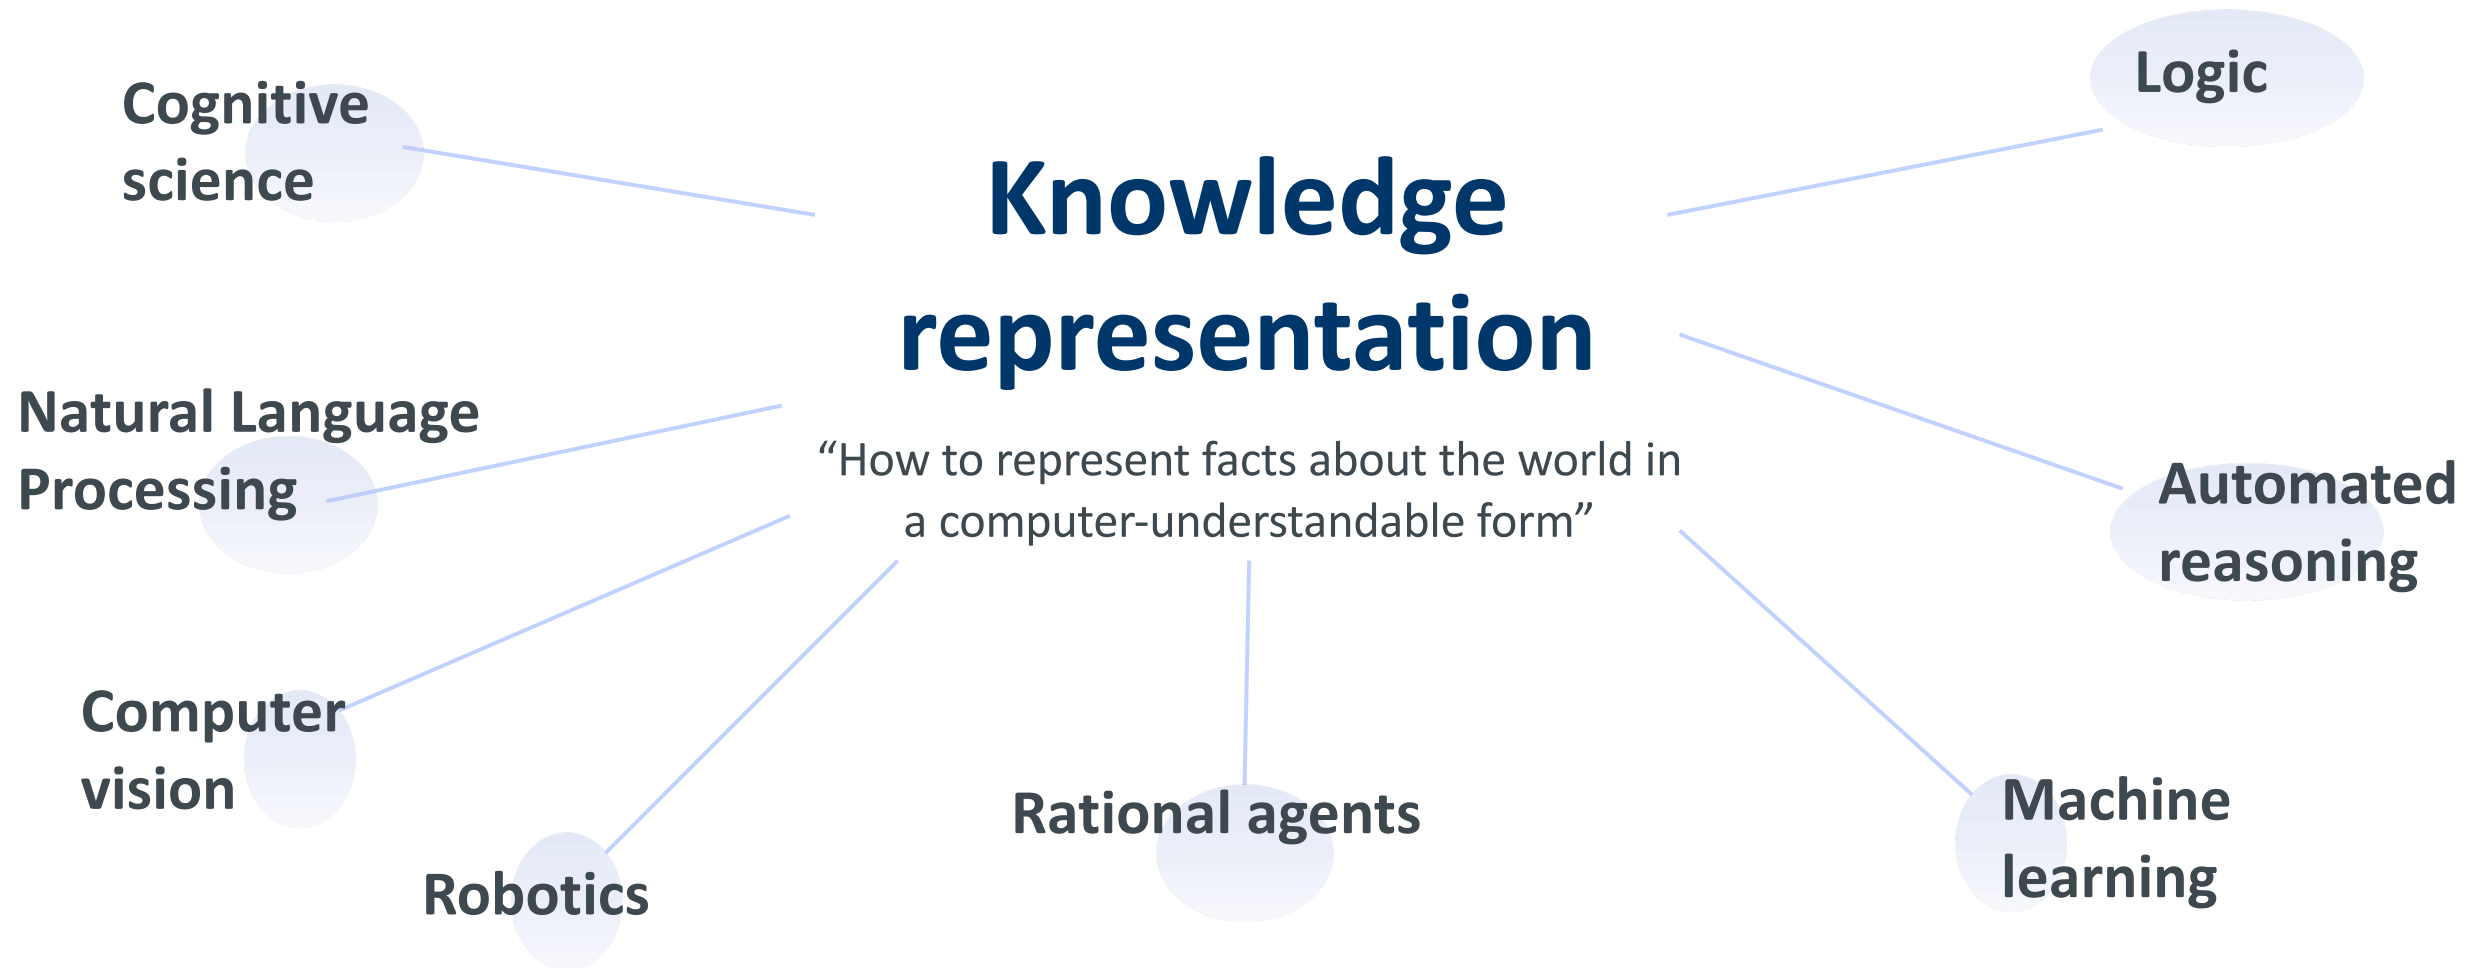 Cognitive
science
Logic
Knowledge
representation
“How to represent facts about the world in
a computer-understandable form”
Natural Language
Processing
Automated
reasoning
Computer
vision
Robotics
Rational agents
Machine
learning